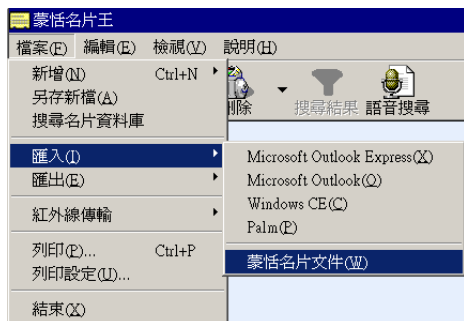 蒙恬名片王
檔案(F) 編輯(E) 檢視(V) 說明(H)
新增(N) Ctrl+N
另存新檔(A)
搜尋名片資料庫
匯入(I)
匯出(E)
紅外線傳輸
列印(P)... Ctrl+P
列印設定(U)...
結束(X)
刪除 搜尋結果 語音搜尋
Microsoft Outlook Express(X)
Microsoft Outlook(O)
Windows CE(C)
Palm(P)
蒙恬名片文件(W)